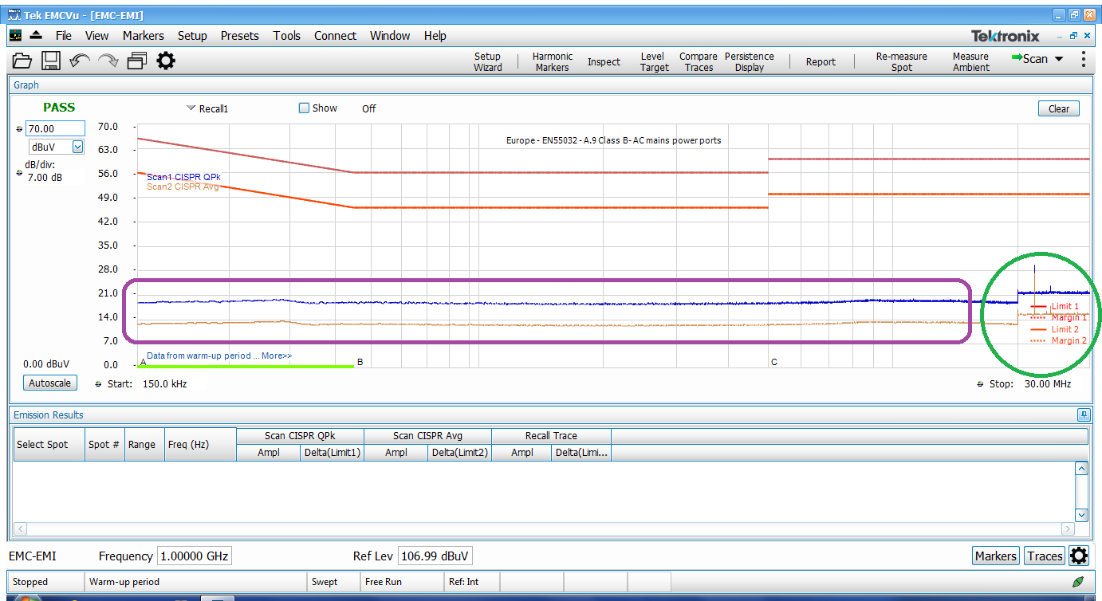 Tek EMCVu - [EMC-EMI]
File View Markers Setup Presets Tools Connect Window Help
Tektronix
Setup Wizard
Harmonic Markers
Inspect
Level Target
Compare Traces
Persistence Display
Report
Re-measure Spot
Measure Ambient
Scan
Graph
PASS
Recall1
Show
Off
Clear
70.00
dBuV
dB/div:
7.00 dB
70.0
63.0
56.0
49.0
42.0
35.0
28.0
21.0
14.0
7.0
0.0
Europe - EN55032 - A.9 Class B- AC mains power ports
Scan1 CISPR QPk
Scan2 CISPR Avg
Limit 1
Margin 1
Limit 2
Margin 2
A
Data from warm-up period ... More>>
B
C
0.00 dBuV
Autoscale
Start: 150.0 kHz
Stop: 30.00 MHz
Emission Results
Select Spot Spot # Range Freq (Hz) Scan CISPR QPk Scan CISPR Avg Recall Trace
Ampl Delta(Limit1) Ampl Delta(Limit2) Ampl Delta(Limi...
EMC-EMI Frequency 1.00000 GHz Ref Lev 106.99 dBuV Markers Traces
Stopped Warm-up period Swept Free Run Ref: Int